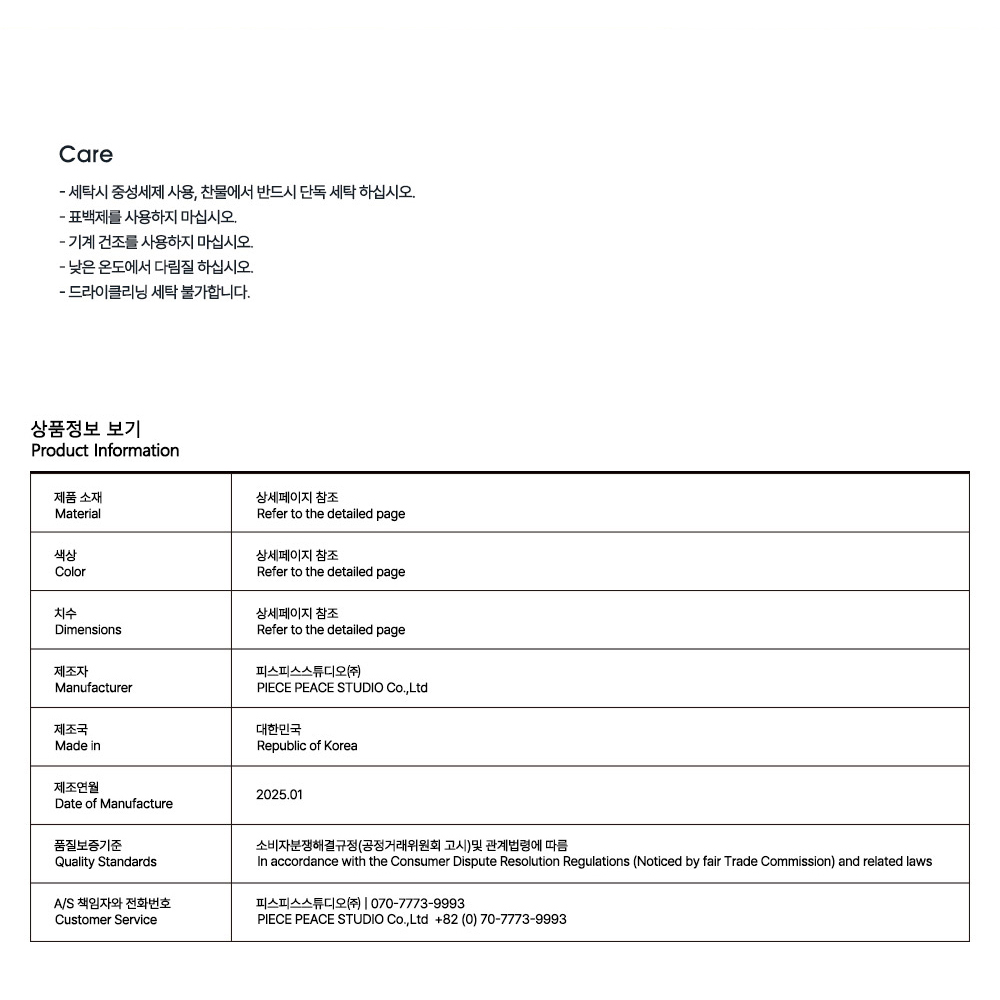 Care
- 세탁시 중성세제 사용, 찬물에서 반드시 단독 세탁 하십시오.
- 표백제를 사용하지 마십시오.
- 기계 건조를 사용하지 마십시오.
- 낮은 온도에서 다림질 하십시오.
- 드라이클리닝 세탁 불가합니다.
상품정보 보기
Product Information
제품 소재
Material
상세페이지 참조
Refer to the detailed page
색상
Color
상세페이지 참조
Refer to the detailed page
치수
Dimensions
상세페이지 참조
Refer to the detailed page
제조자
Manufacturer
피스피스스튜디오㈜
PIECE PEACE STUDIO Co.,Ltd
제조국
Made in
대한민국
Republic of Korea
제조연월
Date of Manufacture
2025.01
품질보증기준
Quality Standards
소비자분쟁해결규정(공정거래위원회 고시)및 관계법령에 따름
In accordance with the Consumer Dispute Resolution Regulations (Noticed by fair Trade Commission) and related laws
A/S 책임자와 전화번호
Customer Service
피스피스스튜디오㈜ | 070-7773-9993
PIECE PEACE STUDIO Co.,Ltd +82 (0) 70-7773-9993